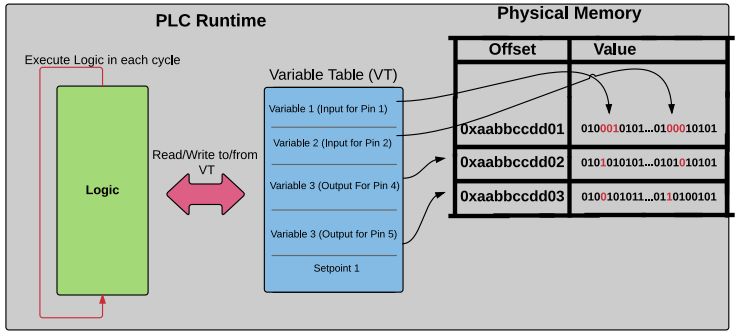 PLC Runtime
Physical Memory
Execute Logic in each cycle
Variable Table (VT)
Offset Value
Variable 1 (Input for Pin 1)
Variable 2 (Input for Pin 2)
Read/Write to/from
VT
Logic
Variable 3 (Output For Pin 4)
Variable 3 (Output for Pin 5)
Setpoint 1
0xaabbccdd01 0100010101...0100010101
0xaabbccdd02 0101010101...0101010101
0xaabbccdd03 0100101011...0110100101